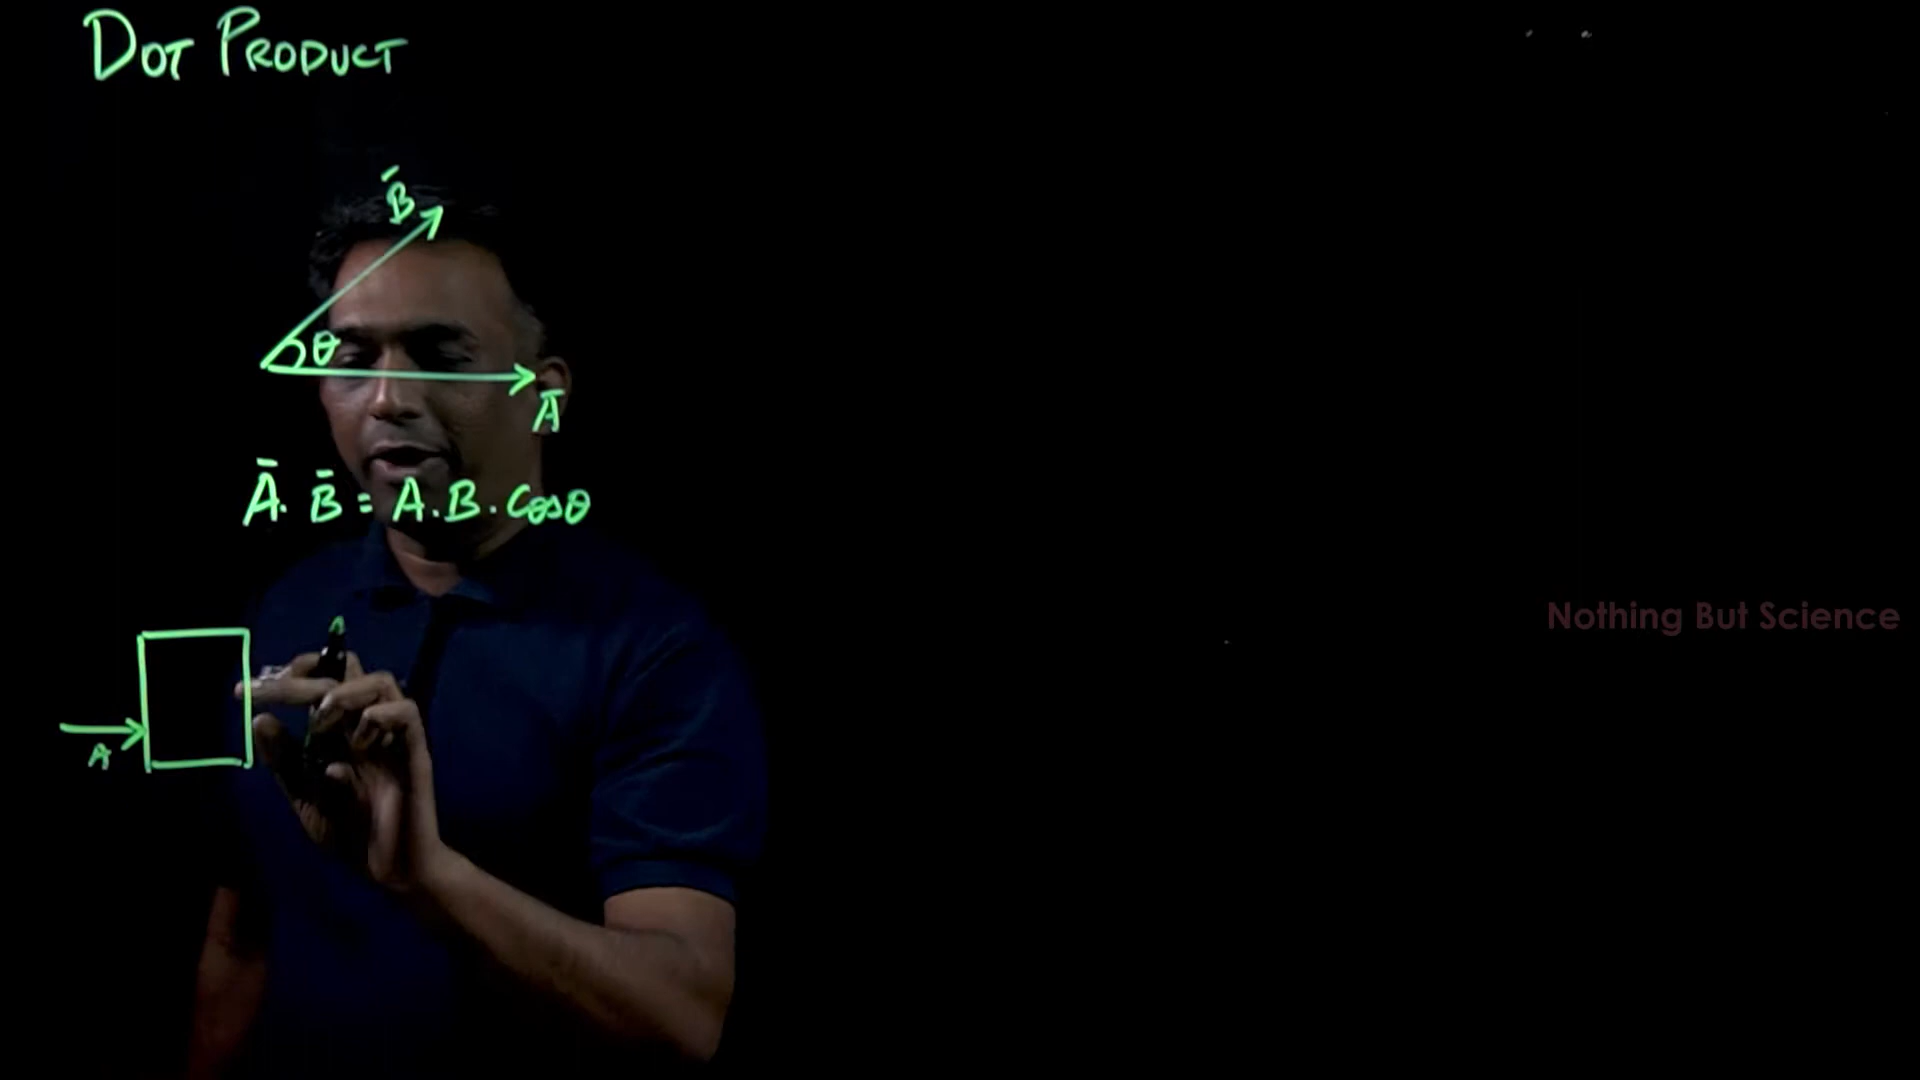 DOT PRODUCT
B̄
θ
Ā
Ā. B̄ = A.B. Cosθ
Nothing But Science
A